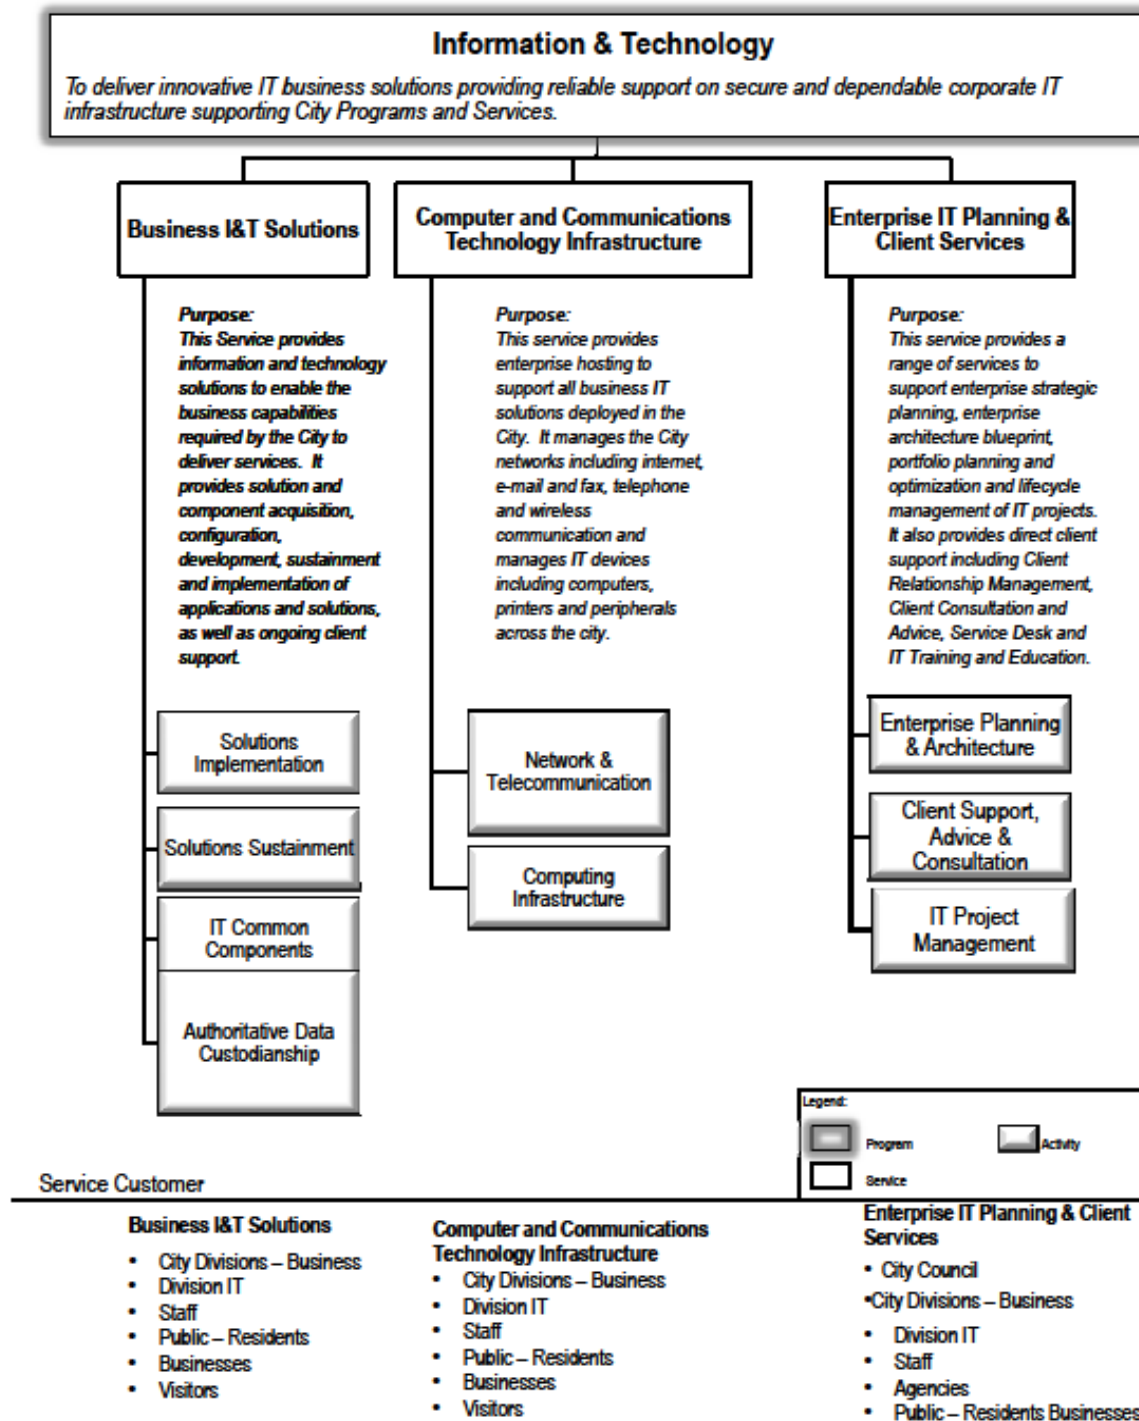 Information & Technology
To deliver innovative IT business solutions providing reliable support on secure and dependable corporate IT
infrastructure supporting City Programs and Services.
Business I&T Solutions
Computer and Communications
Technology Infrastructure
Enterprise IT Planning &
Client Services
Purpose:
This Service provides
information and technology
solutions to enable the
business capabilities
required by the City to
deliver services. It
provides solution and
component acquisition,
configuration,
development, sustainment
and implementation of
applications and solutions,
as well as ongoing client
support.
Purpose:
This service provides
enterprise hosting to
support all business IT
solutions deployed in the
City. It manages the City
networks including internet,
e-mail and fax, telephone
and wireless
communication and
manages IT devices
including computers,
printers and peripherals
across the city.
Purpose:
This service provides a
range of services to
support enterprise strategic
planning, enterprise
architecture blueprint,
portfolio planning and
optimization and lifecycle
management of IT projects.
It also provides direct client
support including Client
Relationship Management,
Client Consultation and
Advice, Service Desk and
IT Training and Education.
Solutions
Implementation
Solutions Sustainment
IT Common
Components
Authoritative Data
Custodianship
Network &
Telecommunication
Computing
Infrastructure
Enterprise Planning
& Architecture
Client Support,
Advice &
Consultation
IT Project
Management
Legend:
Program
Activity
Service
Service Customer
Business I&T Solutions
• City Divisions – Business
• Division IT
• Staff
• Public – Residents
• Businesses
• Visitors
Computer and Communications
Technology Infrastructure
• City Divisions – Business
• Division IT
• Staff
• Public – Residents
• Businesses
• Visitors
Enterprise IT Planning & Client
Services
• City Council
•City Divisions – Business
• Division IT
• Staff
• Agencies
• Public – Residents Businesses